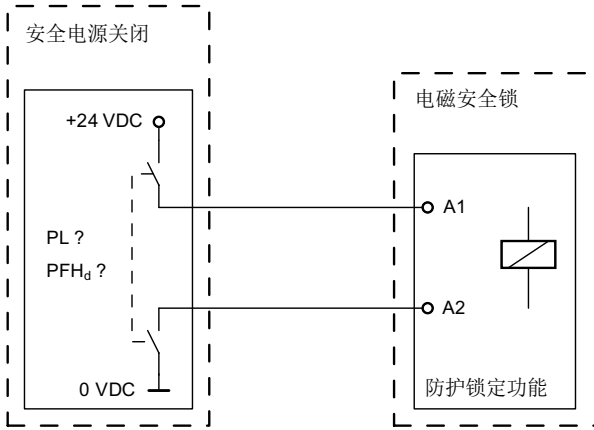 安全电源关闭
+24 VDC
PL ?
PFHd ?
0 VDC
电磁安全锁
A1
A2
防护锁定功能